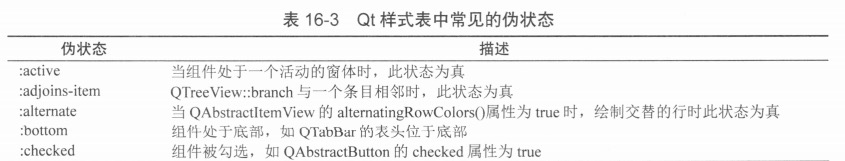 表 16-3 Qt 样式表中常见的伪状态
伪状态 描述
:active 当组件处于一个活动的窗体时，此状态为真
:adjoins-item QTreeView::branch 与一个条目相邻时，此状态为真
:alternate 当 QAbstractItemView 的 alternatingRowColors()属性为 true 时，绘制交替的行时此状态为真
:bottom 组件处于底部，如 QTabBar 的表头位于底部
:checked 组件被勾选，如 QAbstractButton 的 checked 属性为 true